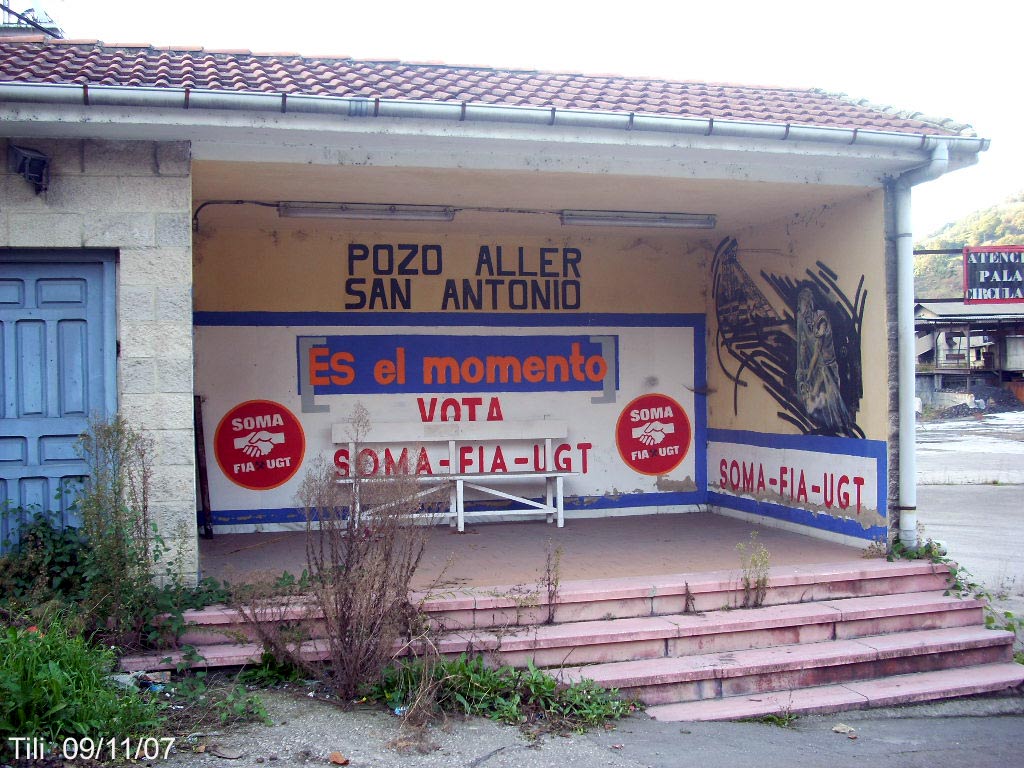 POZO ALLER
SAN ANTONIO
Es el momento
VOTA
SOMA-FIA-UGT
SOMA
FIA UGT
SOMA
FIA UGT
SOMA-FIA-UGT
ATENCI
PALA
CIRCULA
Tili 09/11/07